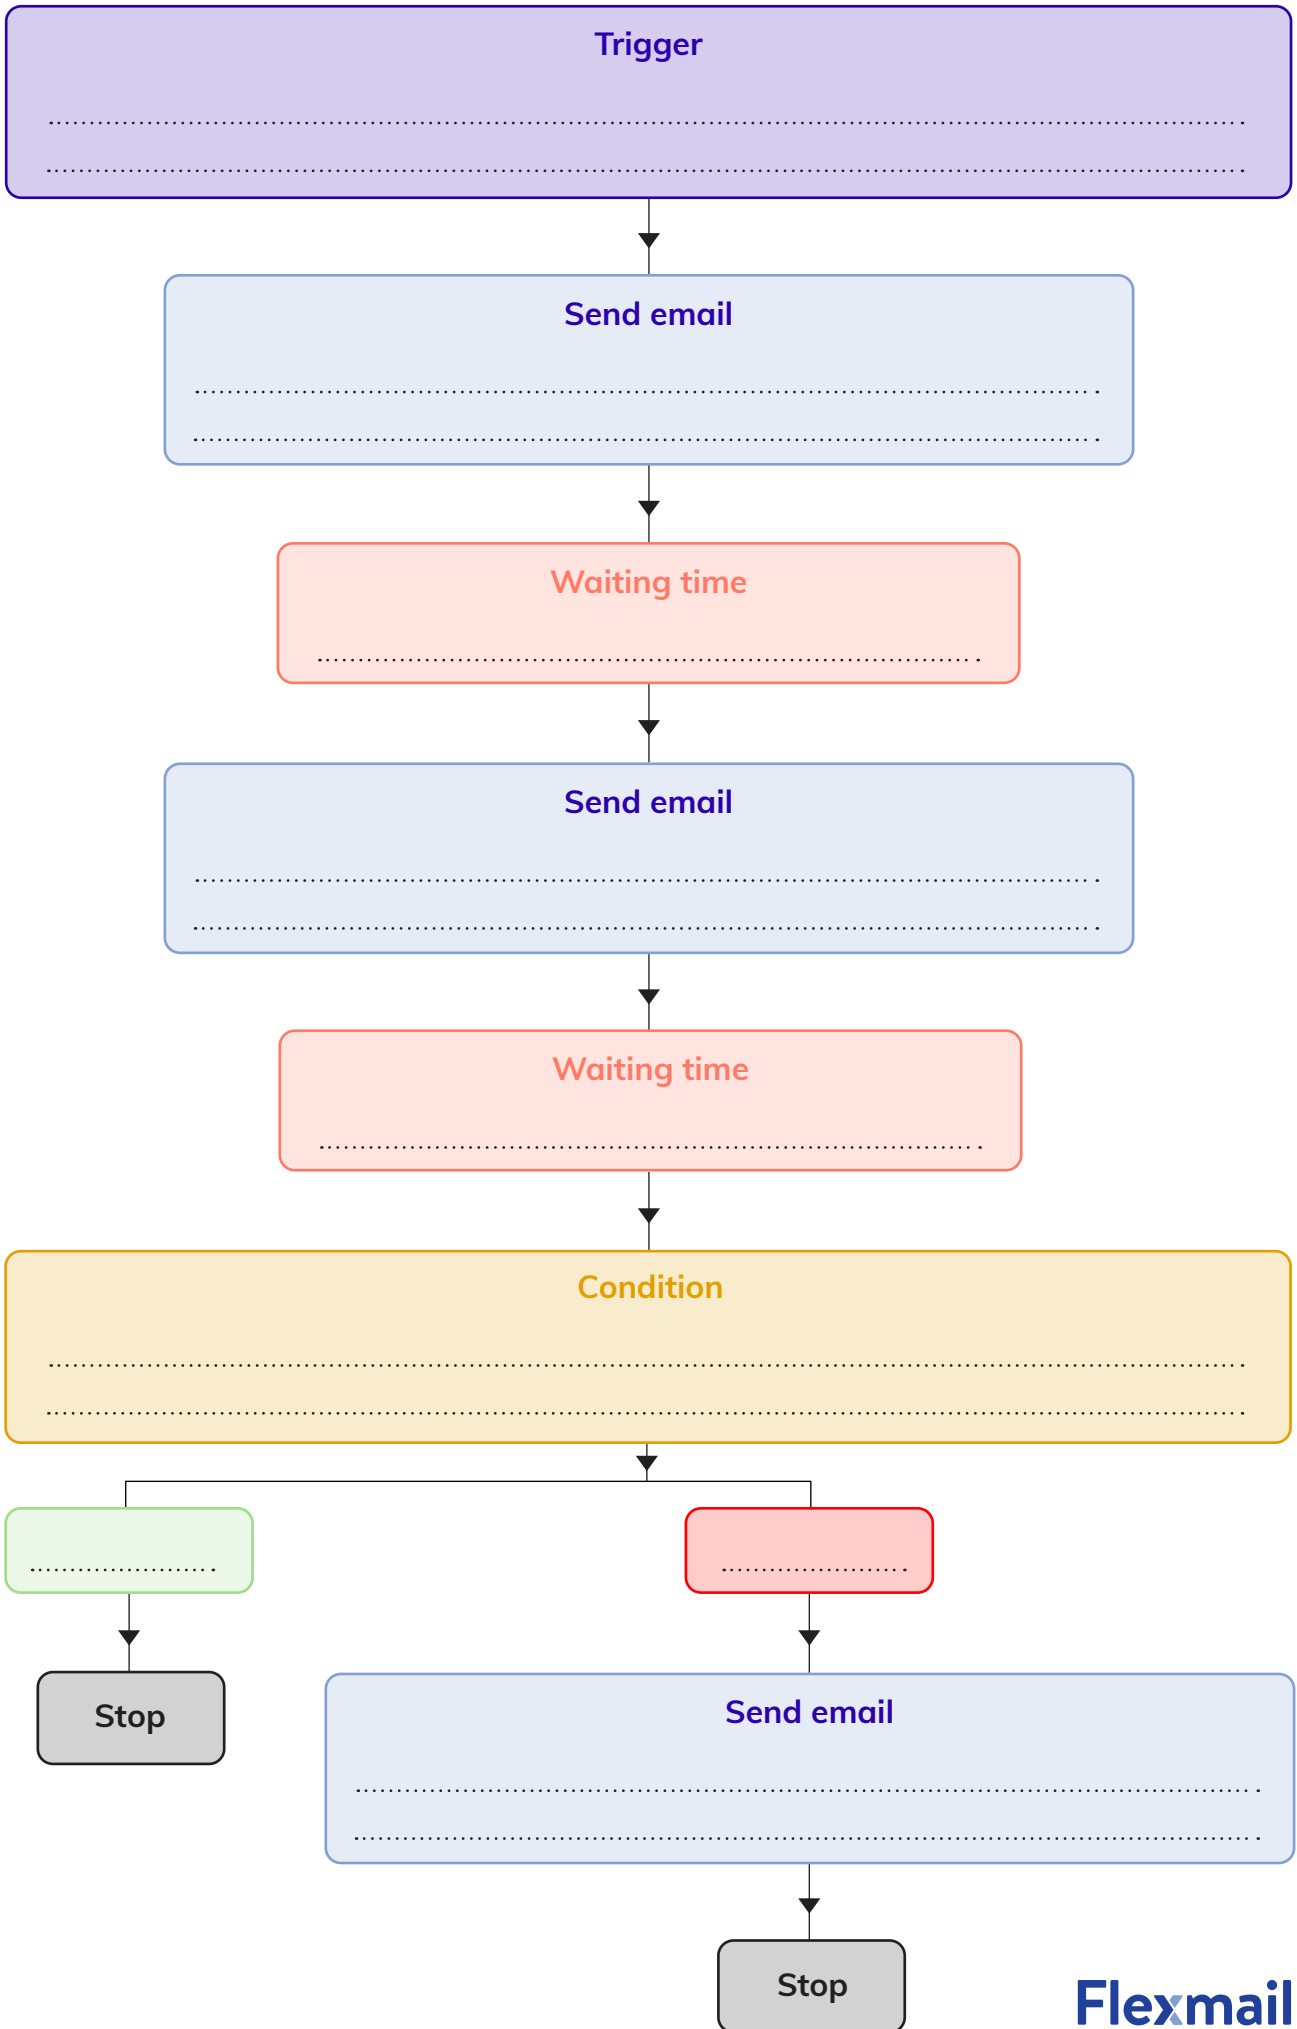 Trigger
Send email
Waiting time
Send email
Waiting time
Condition
Stop
Send email
Stop
Flexmail